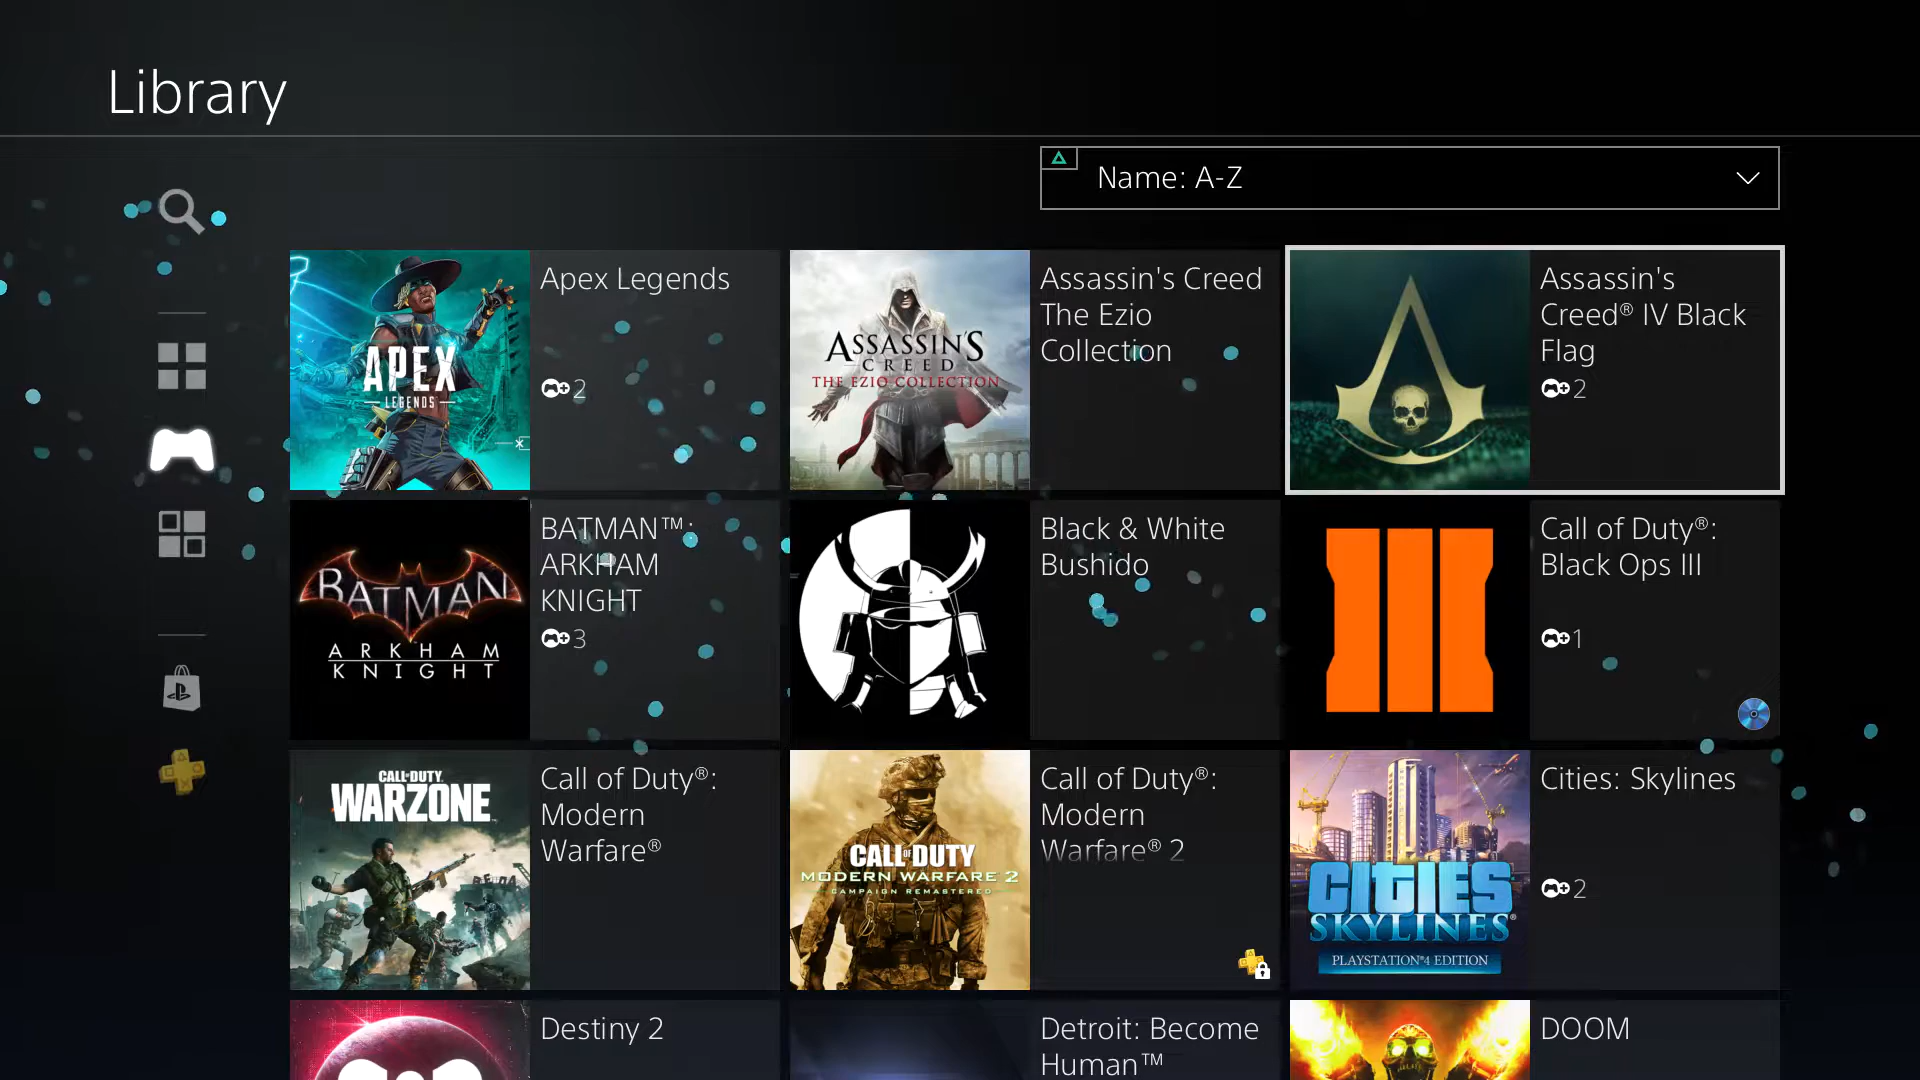 Library
Name: A-Z
APEX
LEGENDS
Apex Legends
2
ASSASSIN'S
CREED
THE EZIO COLLECTION
Assassin's Creed
The Ezio
Collection
Assassin's
Creed® IV Black
Flag
2
BATMAN
ARKHAM
KNIGHT
BATMAN™:
ARKHAM
KNIGHT
3
Black & White
Bushido
III
Call of Duty®:
Black Ops III
1
CALL OF DUTY
WARZONE
Call of Duty®:
Modern
Warfare®
CALL OF DUTY
MODERN WARFARE 2
CAMPAIGN REMASTERED
Call of Duty®:
Modern
Warfare® 2
CITIES
SKYLINES®
PLAYSTATION®4 EDITION
Cities: Skylines
2
Destiny 2
Detroit: Become
Human™
DOOM